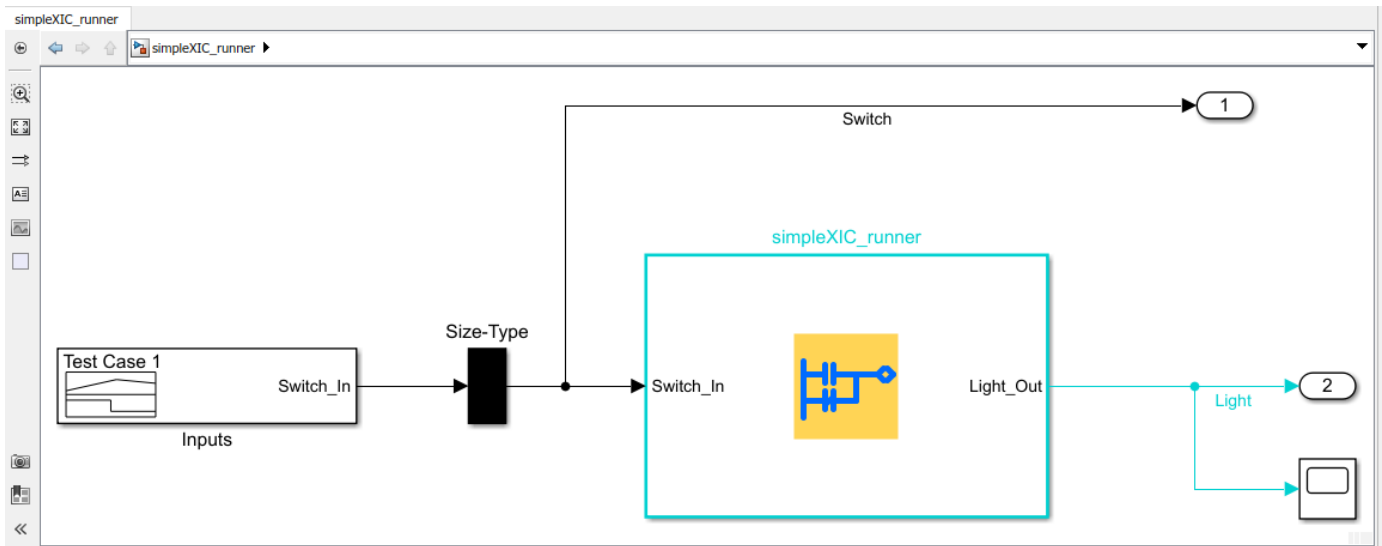 simpleXIC_runner
simpleXIC_runner
1
Switch
simpleXIC_runner
Size-Type
Test Case 1
Switch_In
Switch_In
Light_Out
2
Light
Inputs